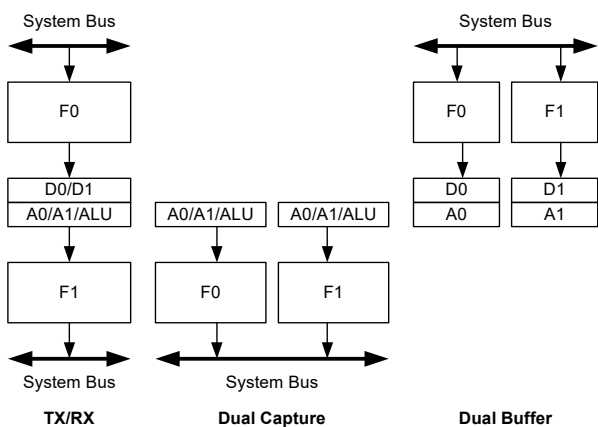 System Bus
System Bus
F0
F0
F1
D0/D1
D0
D1
A0/A1/ALU
A0/A1/ALU
A0/A1/ALU
A0
A1
F1
F0
F1
System Bus
System Bus
TX/RX
Dual Capture
Dual Buffer